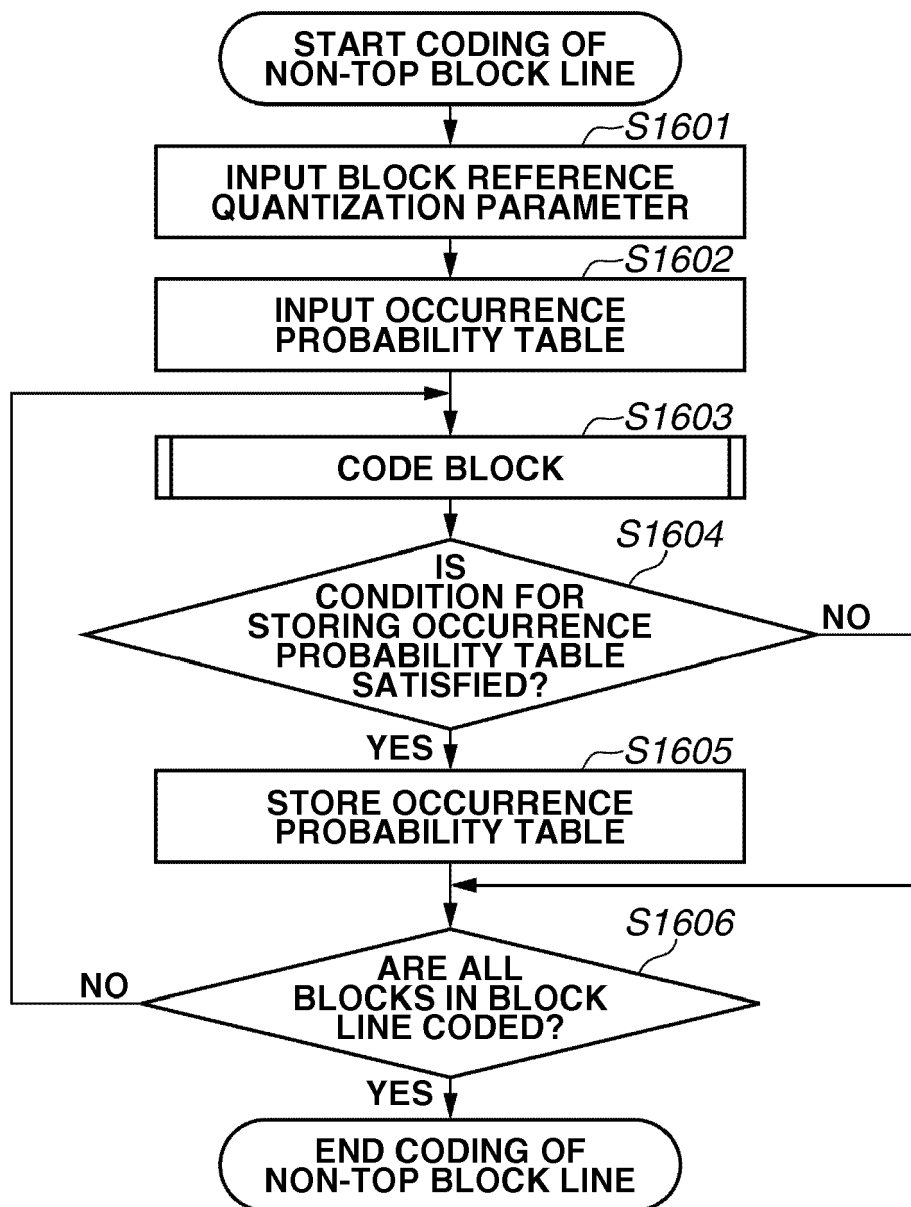 START CODING OF
NON-TOP BLOCK LINE
S1601
INPUT BLOCK REFERENCE
QUANTIZATION PARAMETER
S1602
INPUT OCCURRENCE
PROBABILITY TABLE
S1603
CODE BLOCK
S1604
IS
CONDITION FOR
STORING OCCURRENCE
PROBABILITY TABLE
SATISFIED?
NO
YES
S1605
STORE OCCURRENCE
PROBABILITY TABLE
S1606
ARE ALL
BLOCKS IN BLOCK
LINE CODED?
NO
YES
END CODING OF
NON-TOP BLOCK LINE